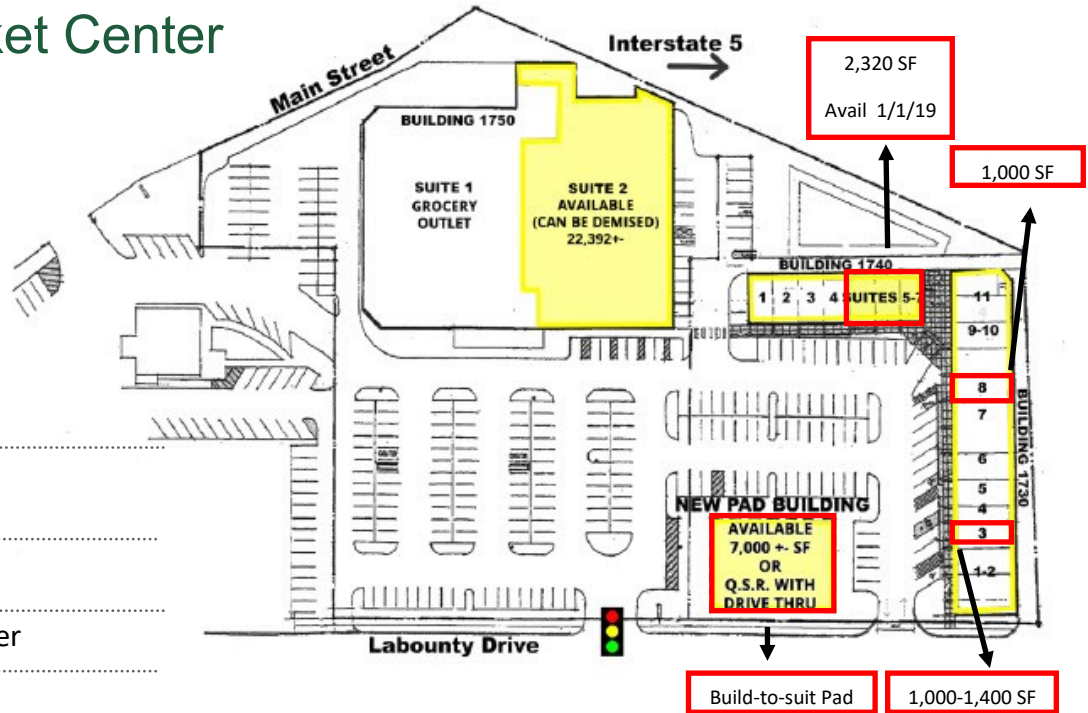 ket Center
Interstate 5
2,320 SF
Avail 1/1/19
Main Street
BUILDING 1750
1,000 SF
SUITE 1
GROCERY
OUTLET
SUITE 2
AVAILABLE
(CAN BE DEMISED)
22,392+-
BUILDING 1740
1 2 3 4 SUITES 5-7
11
9-10
8
7
6
5
4
3
1-2
BUILDING 1730
NEW PAD BUILDING
AVAILABLE
7,000 +- SF
OR
Q.S.R. WITH
DRIVE THRU
er
Labounty Drive
Build-to-suit Pad
1,000-1,400 SF